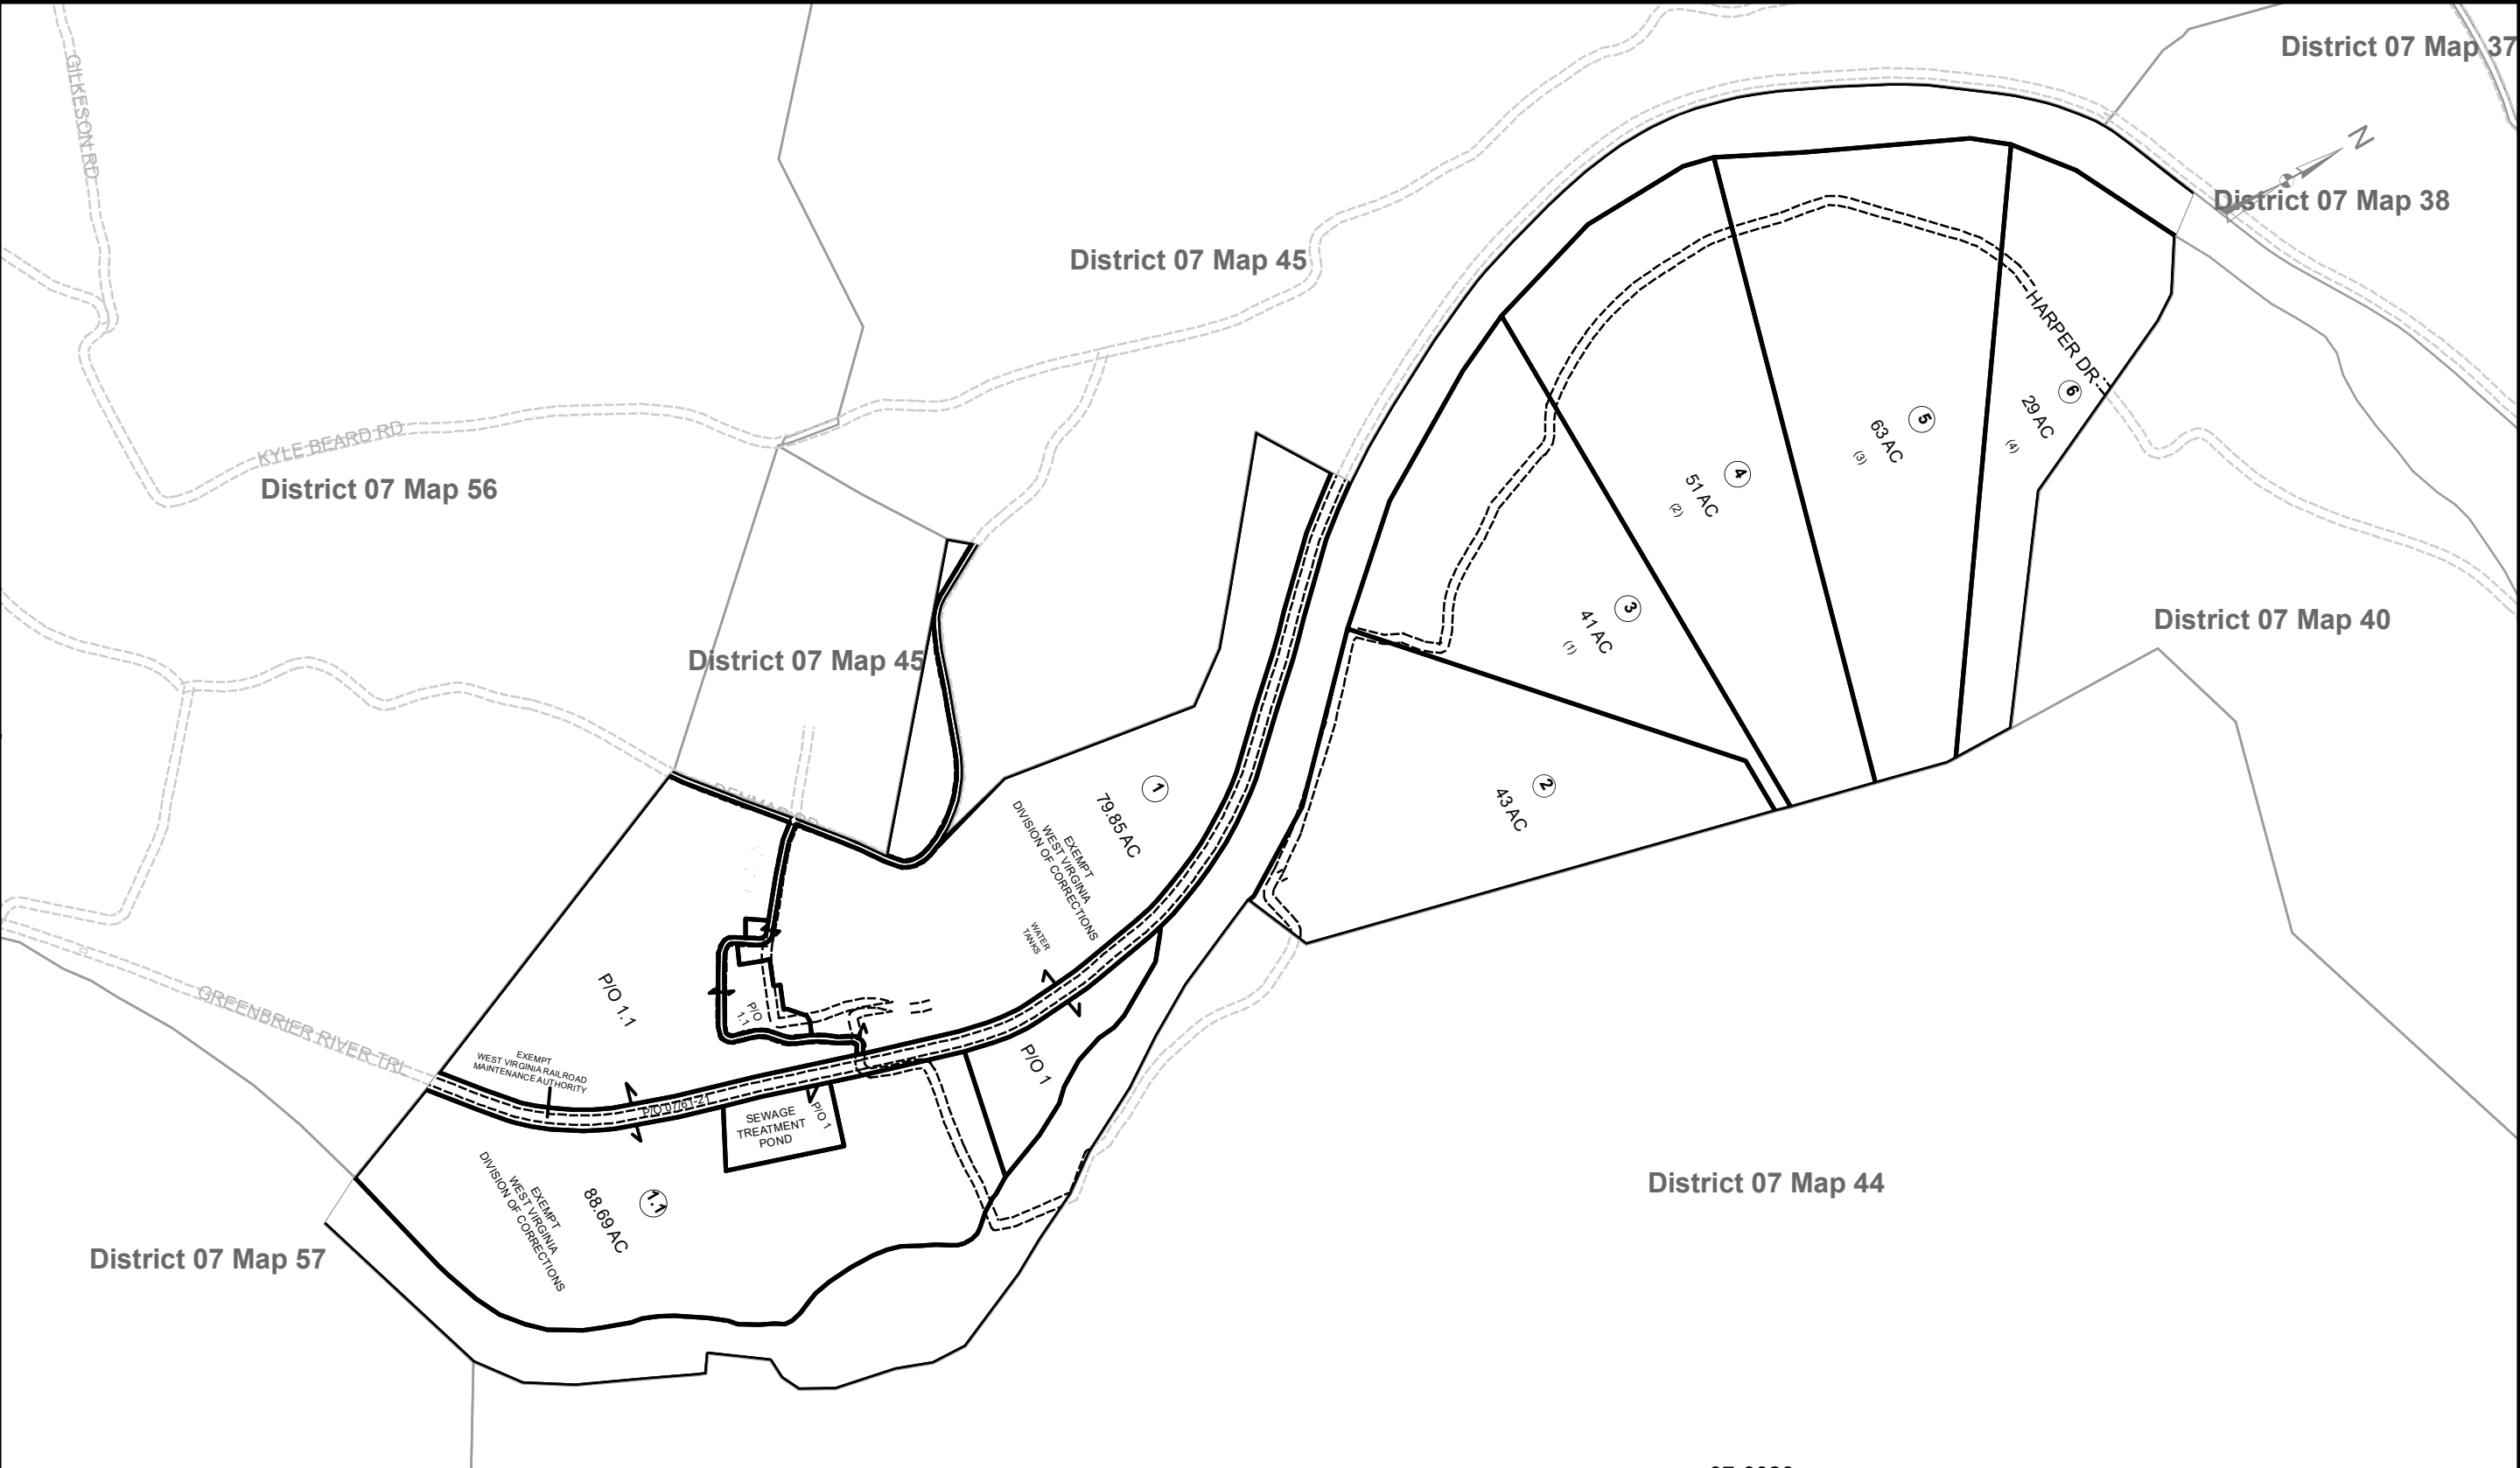 District 07 Map 37
GILKESON RD
N
District 07 Map 38
District 07 Map 45
HARPER DR
6
29 AC
(4)
5
63 AC
(3)
KYLE BEARD RD
4
51 AC
(2)
District 07 Map 56
3
41 AC
(1)
District 07 Map 40
District 07 Map 45
2
43 AC
1
79.85 AC
EXEMPT
WEST VIRGINIA
DIVISION OF CORRECTIONS
WATER
TANKS
P/O 1.1
P/O
1.1
GREENBRIER RIVER TRL
P/O 1
EXEMPT
WEST VIRGINIA RAILROAD
MAINTENANCE AUTHORITY
P/O 07/61-21
SEWAGE
TREATMENT
POND
P/O 1
1.1
88.69 AC
EXEMPT
WEST VIRGINIA
DIVISION OF CORRECTIONS
District 07 Map 44
District 07 Map 57